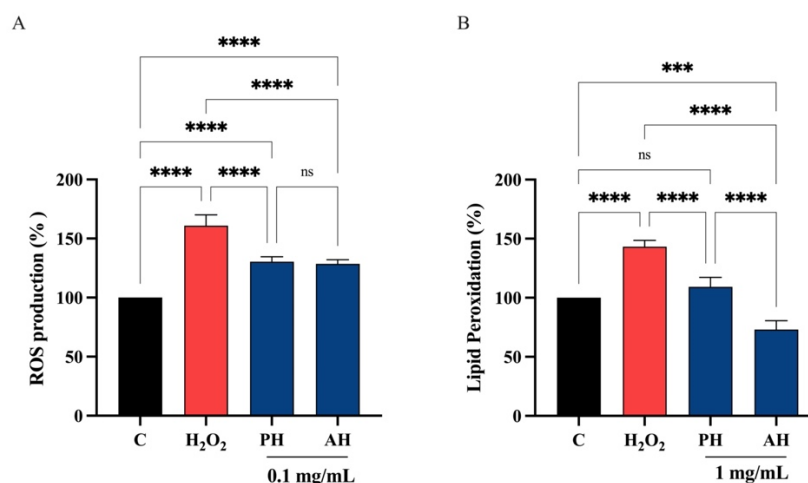 A
****
****
****
****
****
ns
200
150
100
50
0
ROS production (%)
C
H₂O₂
PH
AH
0.1 mg/mL
B
***
****
ns
****
****
****
200
150
100
50
0
Lipid Peroxidation (%)
C
H₂O₂
PH
AH
1 mg/mL